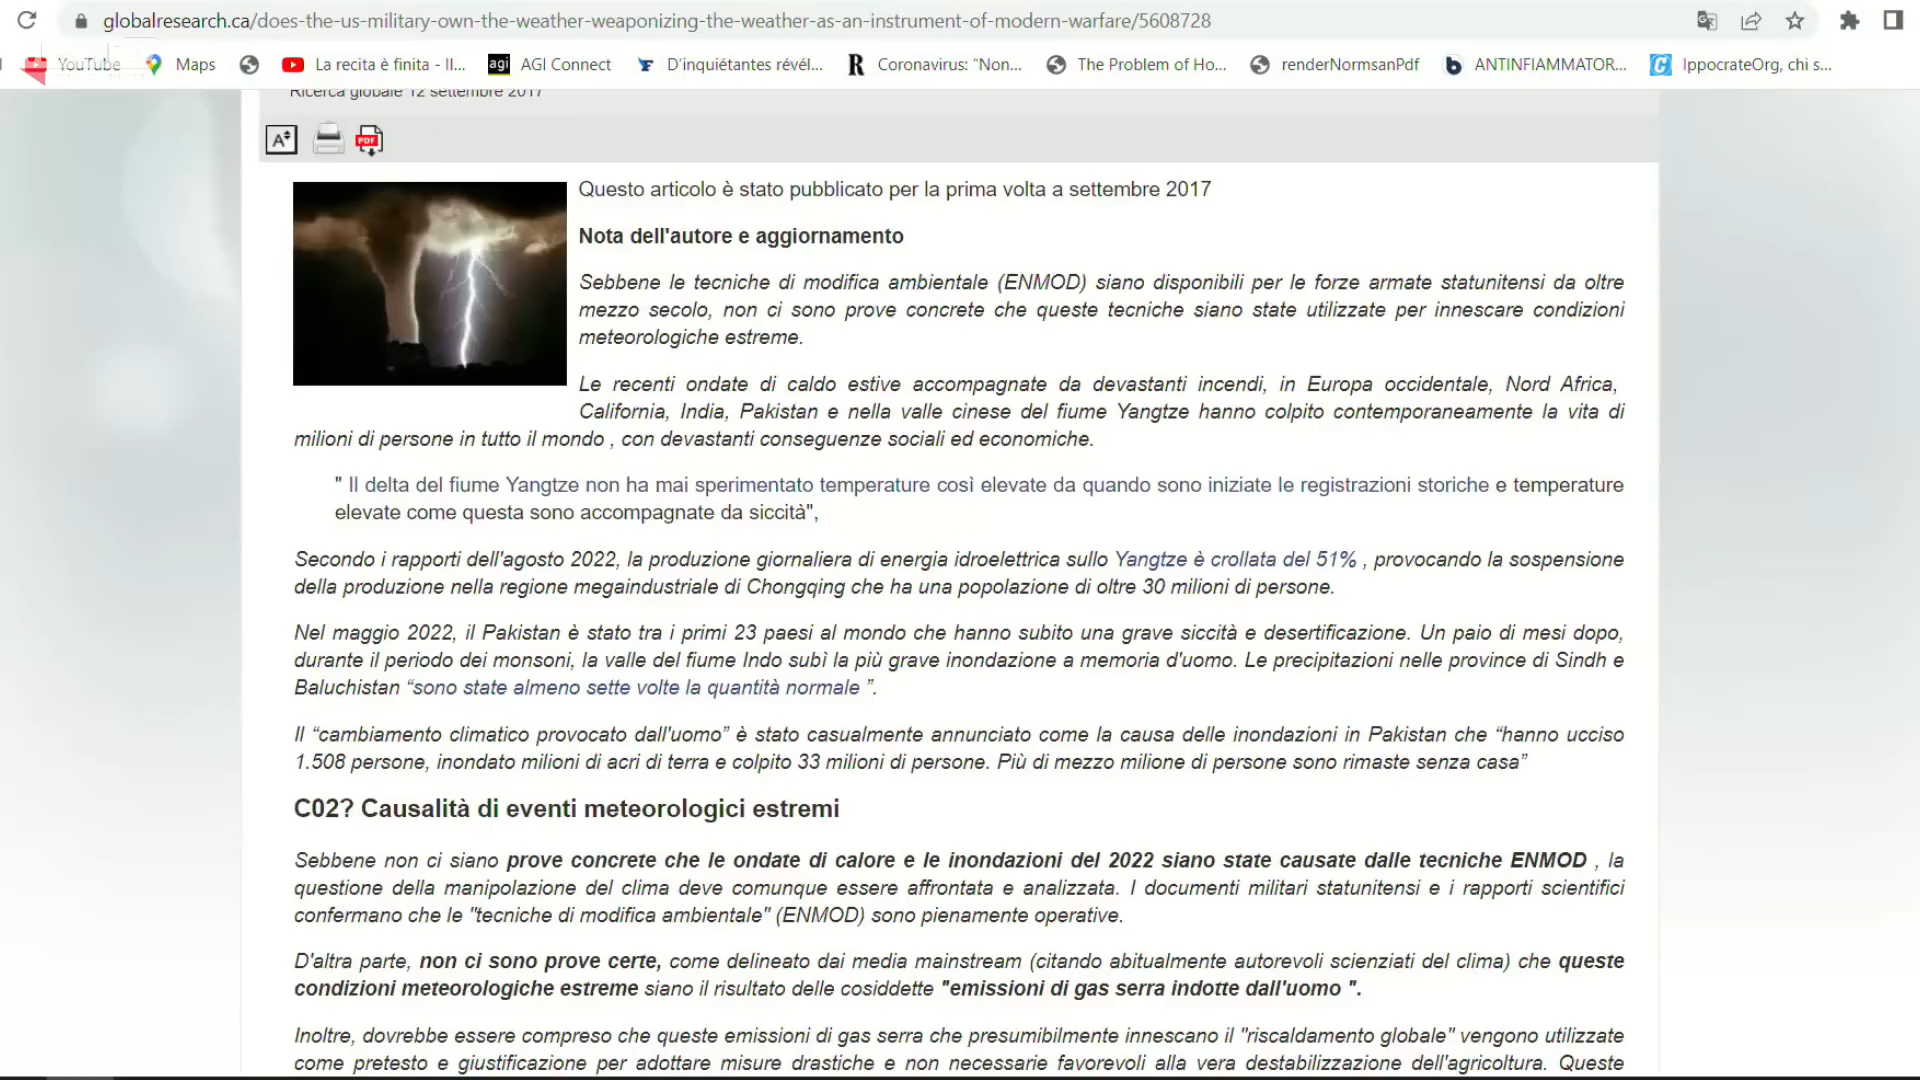 globalresearch.ca/does-the-us-military-own-the-weather-weaponizing-the-weather-as-an-instrument-of-modern-warfare/5608728
YouTube Maps La recita è finita - Il... agi AGI Connect D'inquiétantes révél... R Coronavirus: “Non... The Problem of Ho... renderNormsanPdf b ANTINFIAMMATOR... IppocrateOrg, chi s...
Ricerca globale 12 settembre 2017
A PDF
Questo articolo è stato pubblicato per la prima volta a settembre 2017
Nota dell'autore e aggiornamento
Sebbene le tecniche di modifica ambientale (ENMOD) siano disponibili per le forze armate statunitensi da oltre
mezzo secolo, non ci sono prove concrete che queste tecniche siano state utilizzate per innescare condizioni
meteorologiche estreme.
Le recenti ondate di caldo estive accompagnate da devastanti incendi, in Europa occidentale, Nord Africa,
California, India, Pakistan e nella valle cinese del fiume Yangtze hanno colpito contemporaneamente la vita di
milioni di persone in tutto il mondo , con devastanti conseguenze sociali ed economiche.
" Il delta del fiume Yangtze non ha mai sperimentato temperature così elevate da quando sono iniziate le registrazioni storiche e temperature
elevate come questa sono accompagnate da siccità",
Secondo i rapporti dell'agosto 2022, la produzione giornaliera di energia idroelettrica sullo Yangtze è crollata del 51% , provocando la sospensione
della produzione nella regione megaindustriale di Chongqing che ha una popolazione di oltre 30 milioni di persone.
Nel maggio 2022, il Pakistan è stato tra i primi 23 paesi al mondo che hanno subito una grave siccità e desertificazione. Un paio di mesi dopo,
durante il periodo dei monsoni, la valle del fiume Indo subì la più grave inondazione a memoria d'uomo. Le precipitazioni nelle province di Sindh e
Baluchistan “sono state almeno sette volte la quantità normale ”.
Il “cambiamento climatico provocato dall'uomo” è stato casualmente annunciato come la causa delle inondazioni in Pakistan che “hanno ucciso
1.508 persone, inondato milioni di acri di terra e colpito 33 milioni di persone. Più di mezzo milione di persone sono rimaste senza casa”
C02? Causalità di eventi meteorologici estremi
Sebbene non ci siano prove concrete che le ondate di calore e le inondazioni del 2022 siano state causate dalle tecniche ENMOD , la
questione della manipolazione del clima deve comunque essere affrontata e analizzata. I documenti militari statunitensi e i rapporti scientifici
confermano che le "tecniche di modifica ambientale" (ENMOD) sono pienamente operative.
D'altra parte, non ci sono prove certe, come delineato dai media mainstream (citando abitualmente autorevoli scienziati del clima) che queste
condizioni meteorologiche estreme siano il risultato delle cosiddette "emissioni di gas serra indotte dall'uomo ".
Inoltre, dovrebbe essere compreso che queste emissioni di gas serra che presumibilmente innescano il "riscaldamento globale" vengono utilizzate
come pretesto e giustificazione per adottare misure drastiche e non necessarie favorevoli alla vera destabilizzazione dell'agricoltura. Queste